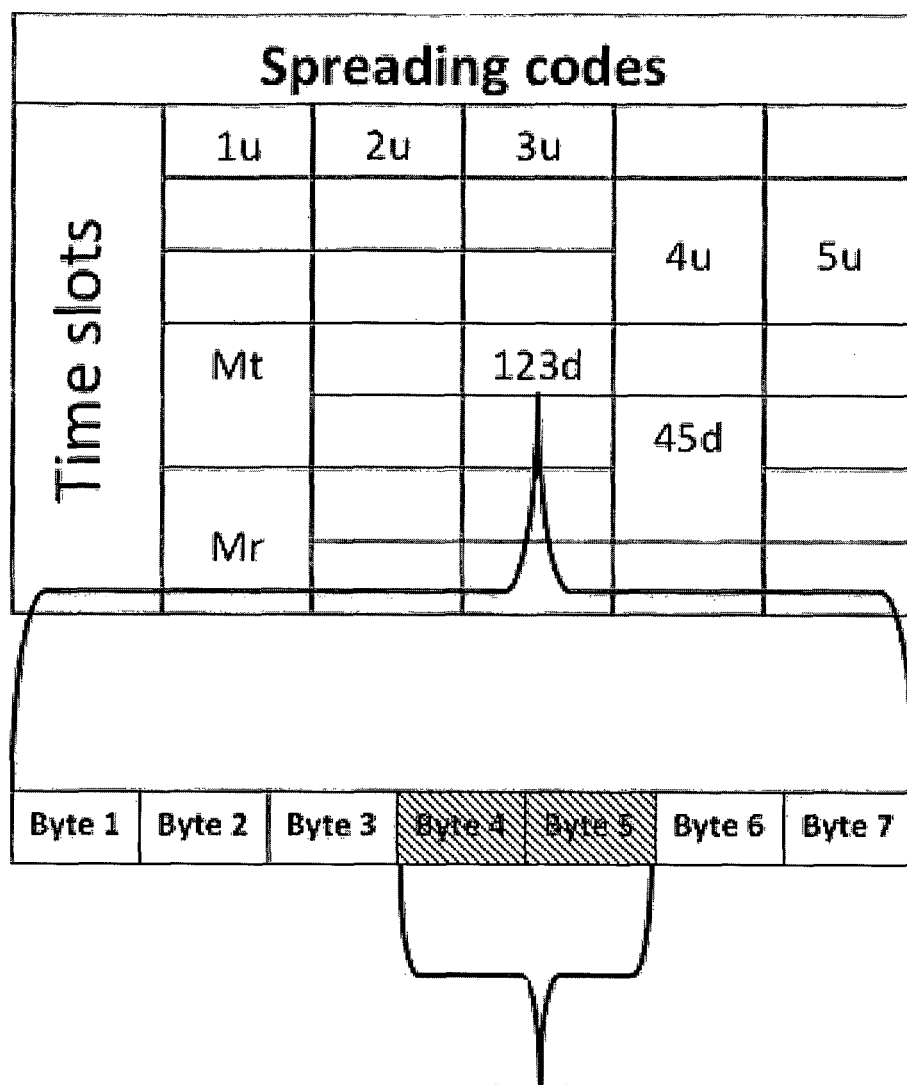 Spreading codes
Time slots
1u 2u 3u
4u 5u
Mt 123d
45d
Mr
Byte 1 Byte 2 Byte 3 Byte 4 Byte 5 Byte 6 Byte 7